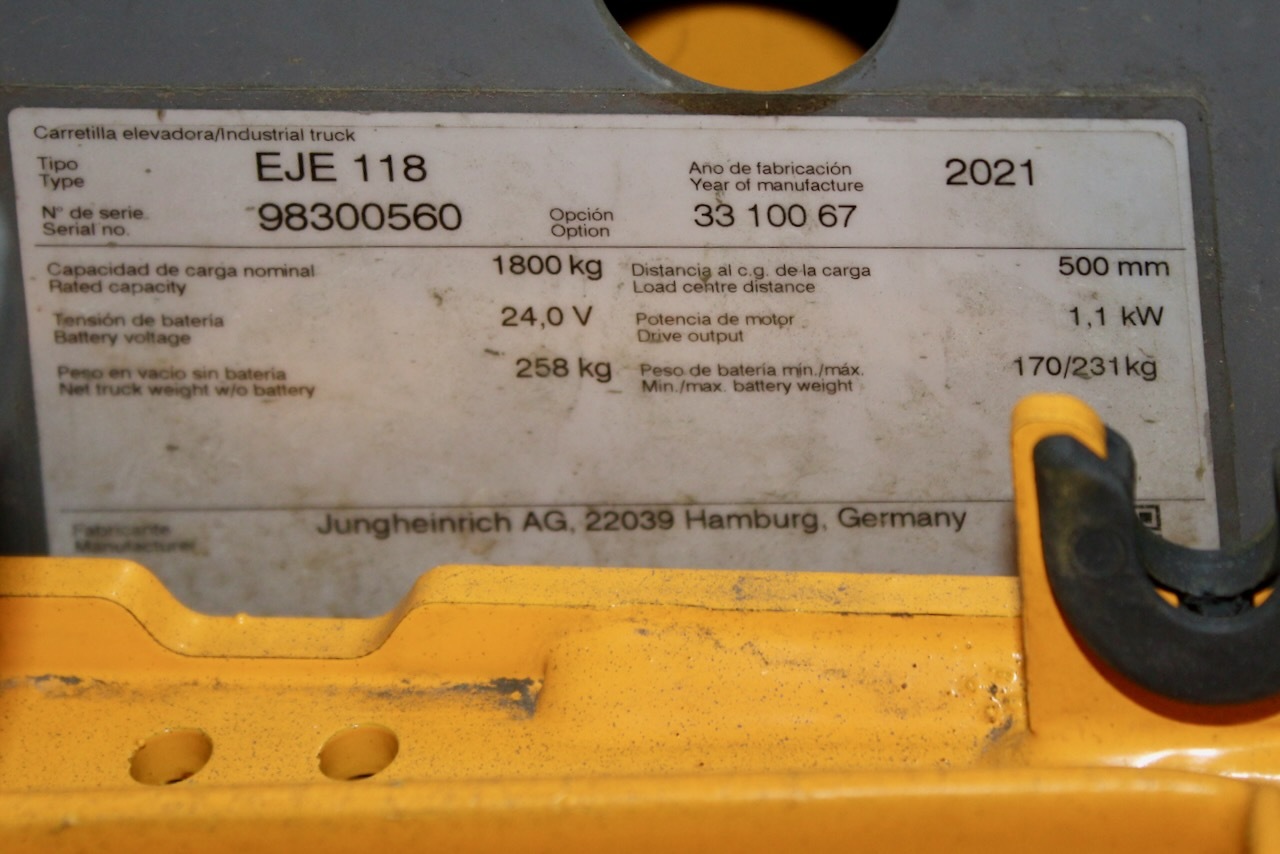 Carretilla elevadora/Industrial truck
Tipo EJE 118 Ano de fabricación 2021
Type Year of manufacture
N° de serie. 98300560 Opción 33 100 67
Serial no. Option
Capacidad de carga nominal 1800 kg Distancia al c.g. de la carga 500 mm
Rated capacity Load centre distance
Tensión de batería 24,0 V Potencia de motor 1,1 kW
Battery voltage Drive output
Peso en vacio sin bateria 258 kg Peso de batería mín./máx. 170/231kg
Net truck weight w/o battery Min./max. battery weight
Fabricante Jungheinrich AG, 22039 Hamburg, Germany
Manufacturer